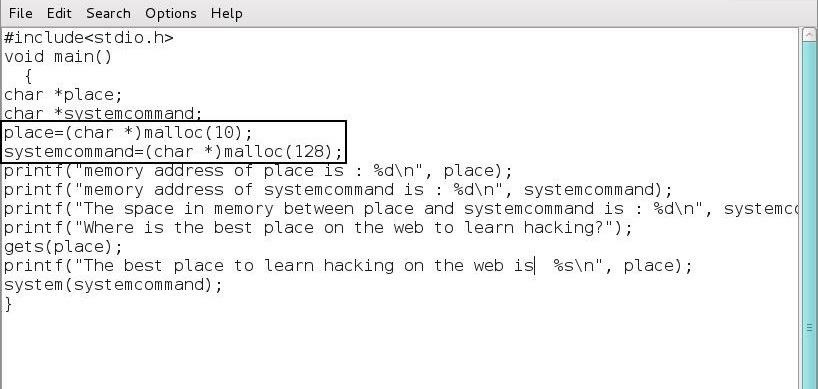 File Edit Search Options Help
#include<stdio.h>
void main()
{
char *place;
char *systemcommand;
place=(char *)malloc(10);
systemcommand=(char *)malloc(128);
printf("memory address of place is : %d\n", place);
printf("memory address of systemcommand is : %d\n", systemcommand);
printf("The space in memory between place and systemcommand is : %d\n", systemc
printf("Where is the best place on the web to learn hacking?");
gets(place);
printf("The best place to learn hacking on the web is  %s\n", place);
system(systemcommand);
}